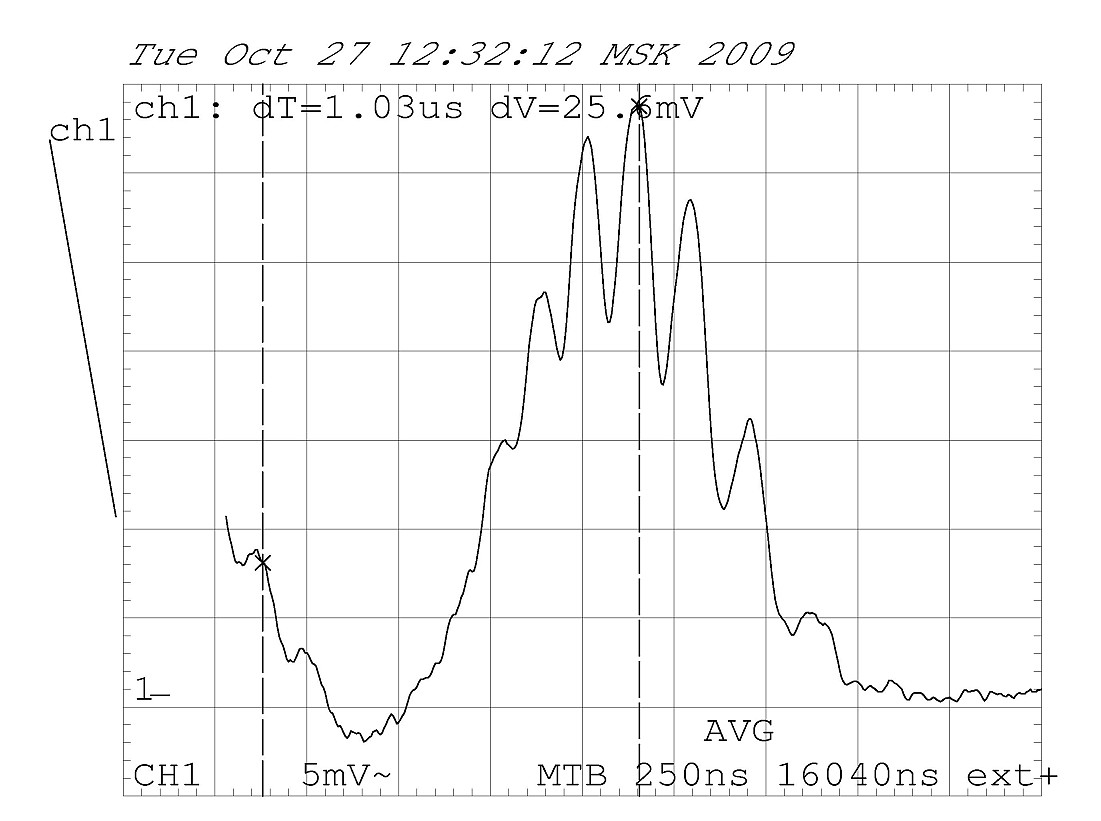 Tue Oct 27 12:32:12 MSK 2009
ch1: dT=1.03us dV=25.6mV
ch1
1
AVG
CH1 5mV~ MTB 250ns 16040ns ext+